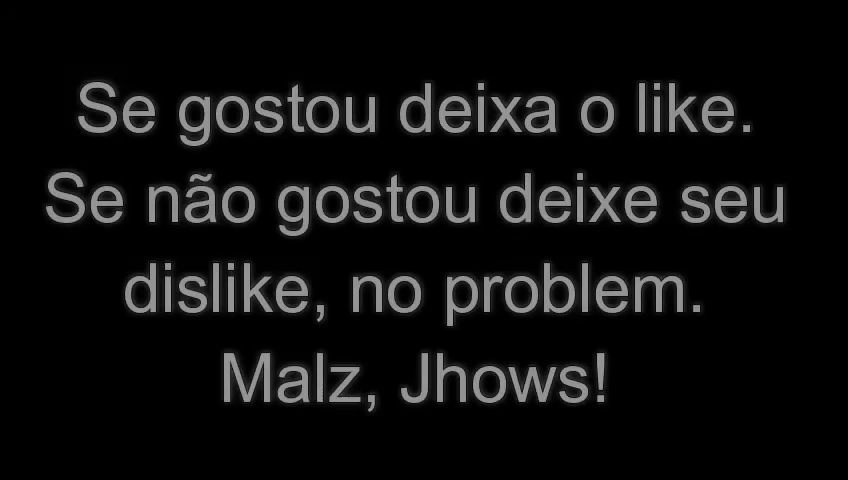 Se gostou deixa o like.
Se não gostou deixe seu
dislike, no problem.
Malz, Jhows!